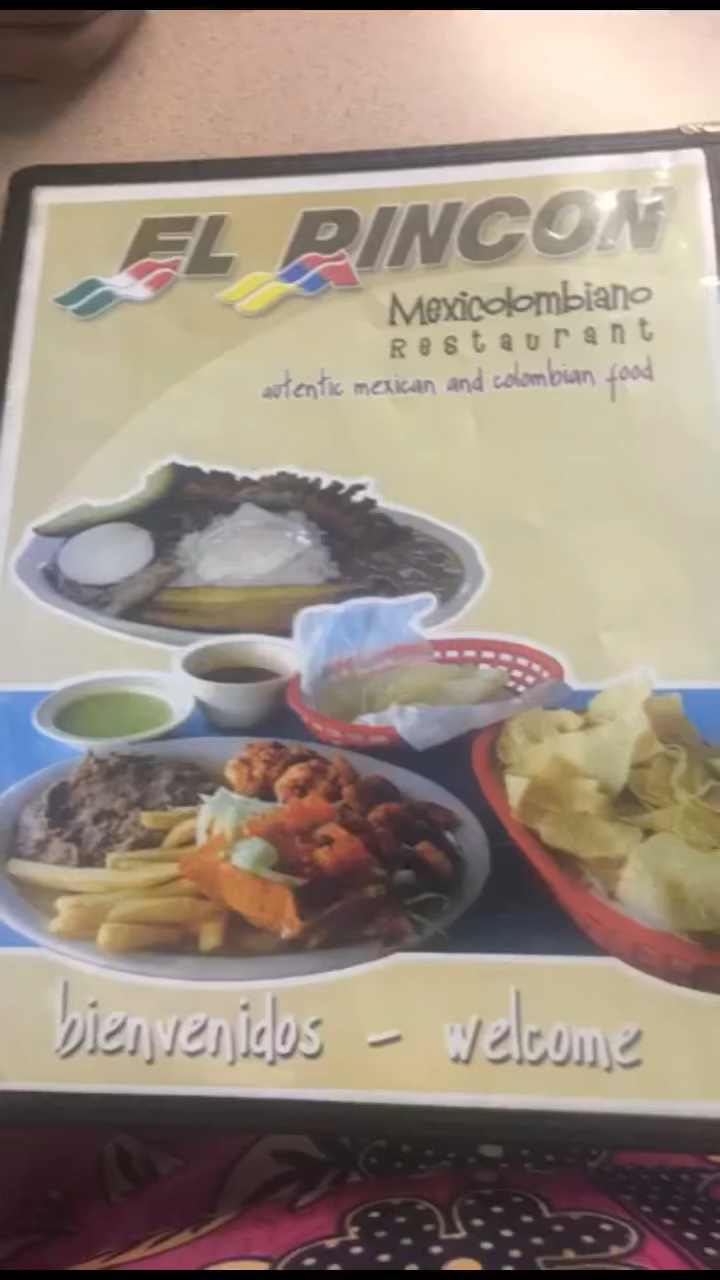 EL RINCON
Mexicolombiano
Restaurant
autentic mexican and colombian food
bienvenidos - welcome